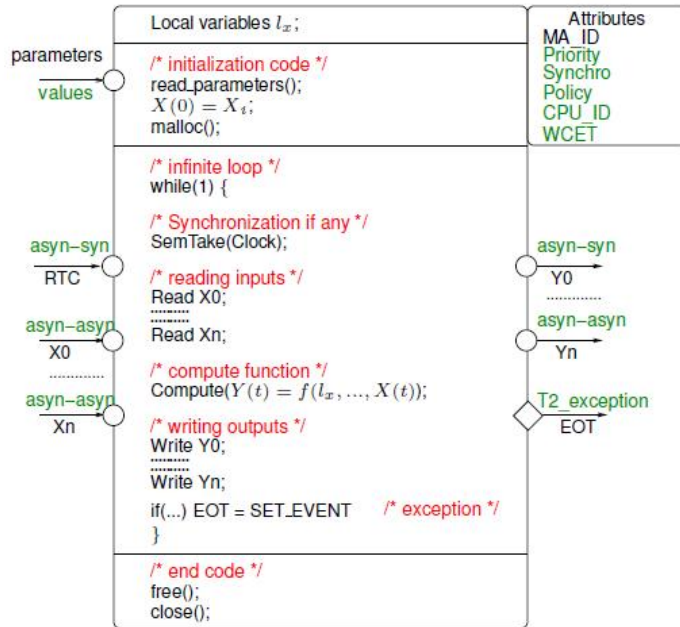 Local variables l_x;
Attributes
MA_ID
Priority
Synchro
Policy
CPU_ID
WCET
parameters
values
/* initialization code */
read_parameters();
X(0) = X_i;
malloc();
/* infinite loop */
while(1) {
/* Synchronization if any */
SemTake(Clock);
asyn-syn
RTC
/* reading inputs */
Read X0;
..........
Read Xn;
asyn-asyn
X0
.............
asyn-asyn
Xn
/* compute function */
Compute(Y(t) = f(l_x, ..., X(t));
/* writing outputs */
Write Y0;
..........
Write Yn;
if(...) EOT = SET_EVENT /* exception */
}
asyn-syn
Y0
.............
asyn-asyn
Yn
T2_exception
EOT
/* end code */
free();
close();